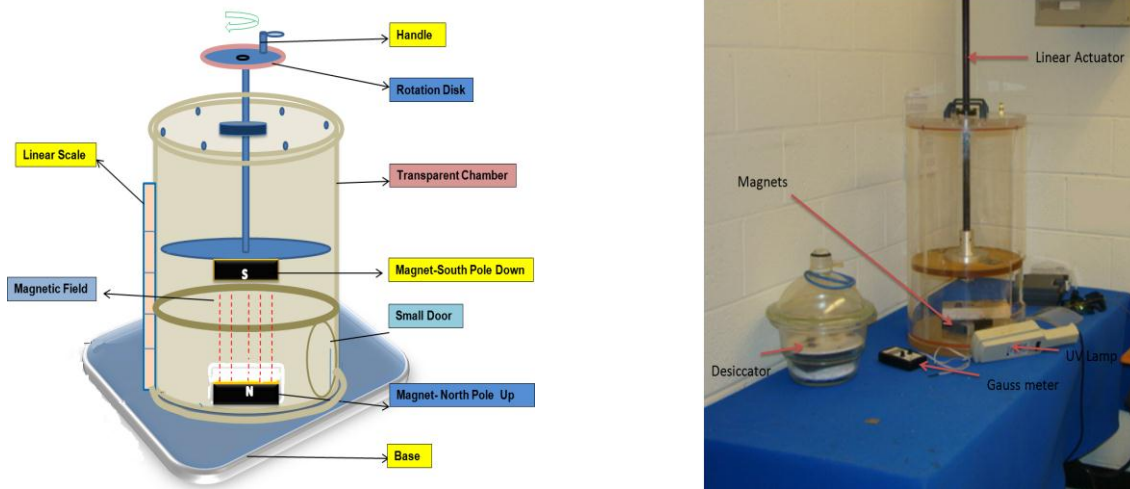 Handle
Rotation Disk
Linear Scale
Transparent Chamber
S
Magnet-South Pole Down
Magnetic Field
Small Door
N
Magnet- North Pole Up
Base
Linear Actuator
Magnets
Desiccator
UV Lamp
Gauss meter